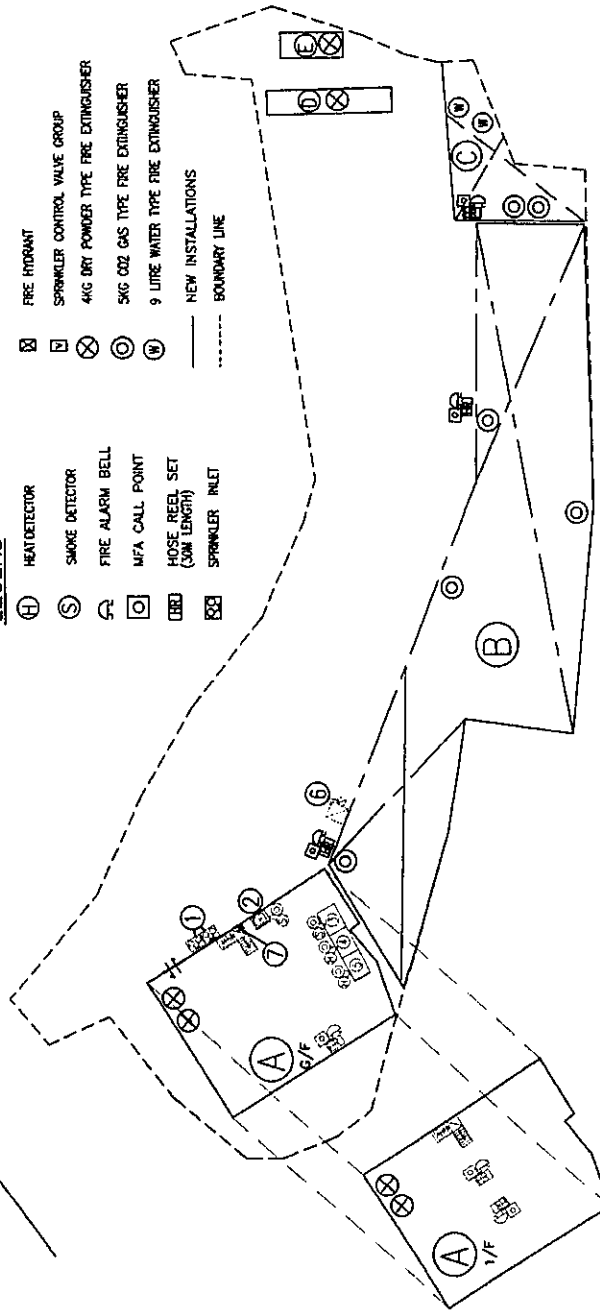 H HEAT DETECTOR
S SMOKE DETECTOR
FIRE ALARM BELL
MFA CALL POINT
HR HOSE REEL SET
(30M LENGTH)
SPRINKLER INLET
FIRE HYDRANT
V SPRINKLER CONTROL VALVE GROUP
4KG DRY POWDER TYPE FIRE EXTINGUISHER
5KG CO2 GAS TYPE FIRE EXTINGUISHER
W 9 LITRE WATER TYPE FIRE EXTINGUISHER
NEW INSTALLATIONS
BOUNDARY LINE
A
G/F
1
2
7
6
A
1/F
B
C
W
W
D
E